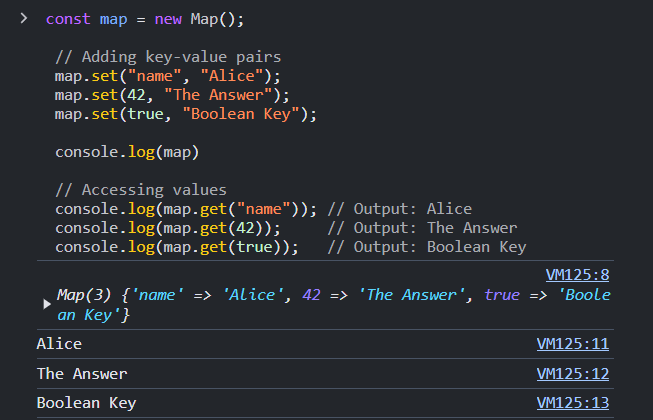 const map = new Map();
// Adding key-value pairs
map.set("name", "Alice");
map.set(42, "The Answer");
map.set(true, "Boolean Key");
console.log(map)
// Accessing values
console.log(map.get("name")); // Output: Alice
console.log(map.get(42));     // Output: The Answer
console.log(map.get(true));   // Output: Boolean Key
VM125:8
Map(3) {'name' => 'Alice', 42 => 'The Answer', true => 'Boole
an Key'}
Alice VM125:11
The Answer VM125:12
Boolean Key VM125:13